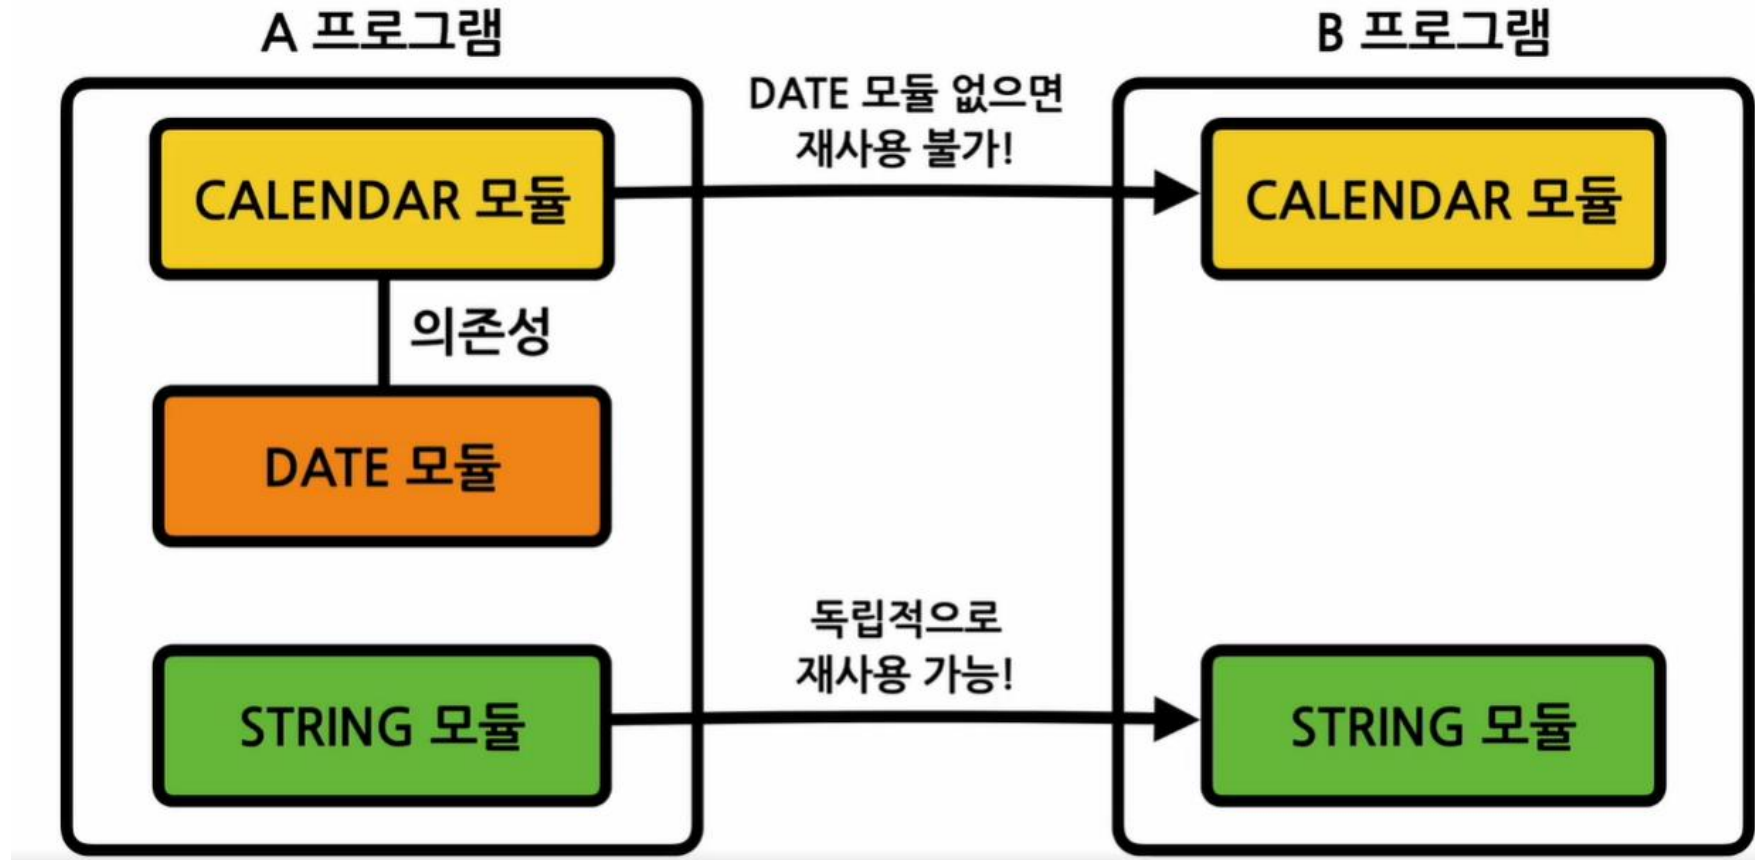 A 프로그램
B 프로그램
DATE 모듈 없으면
재사용 불가!
CALENDAR 모듈
CALENDAR 모듈
의존성
DATE 모듈
독립적으로
재사용 가능!
STRING 모듈
STRING 모듈